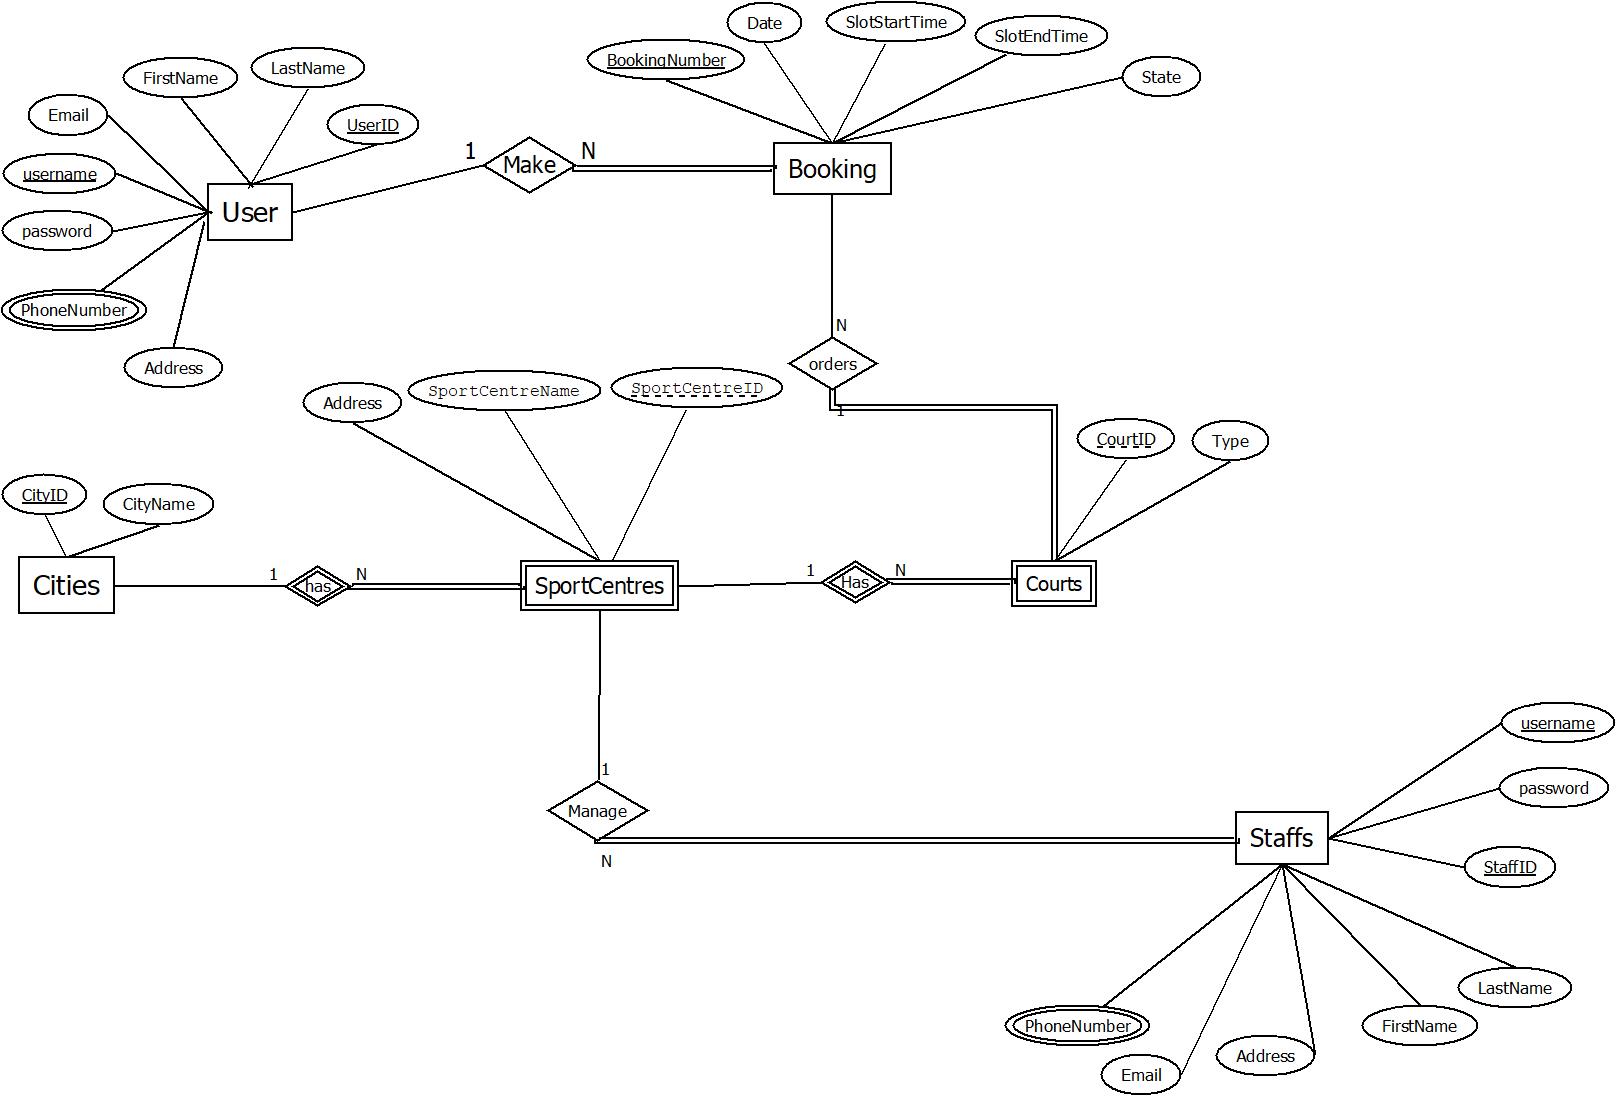 Date
SlotStartTime
SlotEndTime
BookingNumber
State
LastName
FirstName
Email
UserID
username
User
password
PhoneNumber
Address
1
Make
N
Booking
N
orders
1
Address
SportCentreName
SportCentreID
CourtID
Type
CityID
CityName
Cities
1
has
N
SportCentres
1
Has
N
Courts
1
Manage
N
Staffs
username
password
StaffID
LastName
FirstName
PhoneNumber
Address
Email